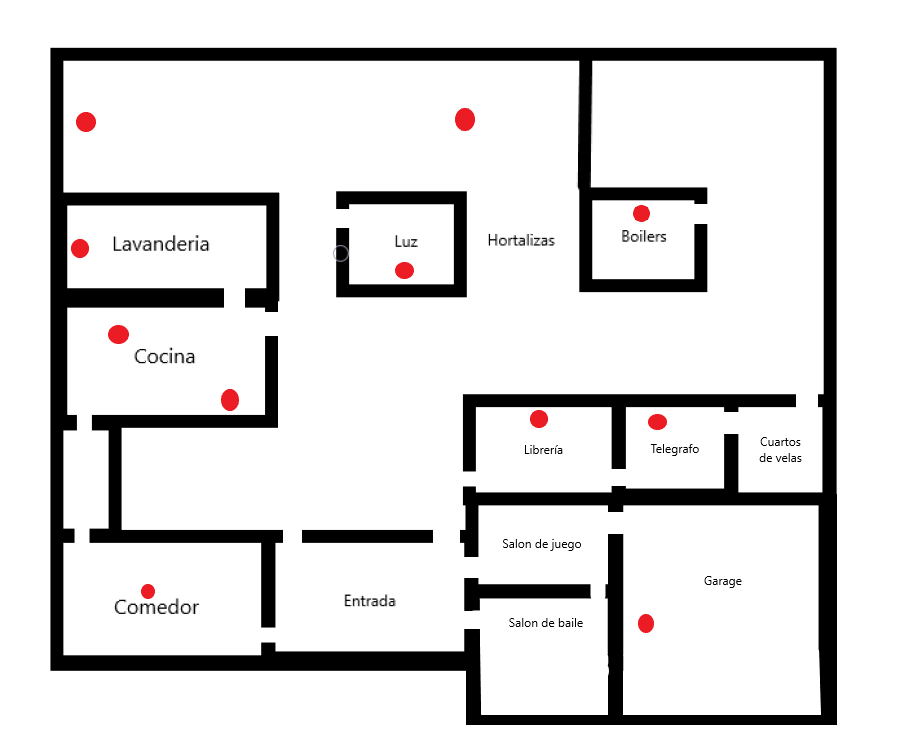 Lavanderia
Luz
Hortalizas
Boilers
Cocina
Librería
Telegrafo
Cuartos
de velas
Salon de juego
Garage
Comedor
Entrada
Salon de baile